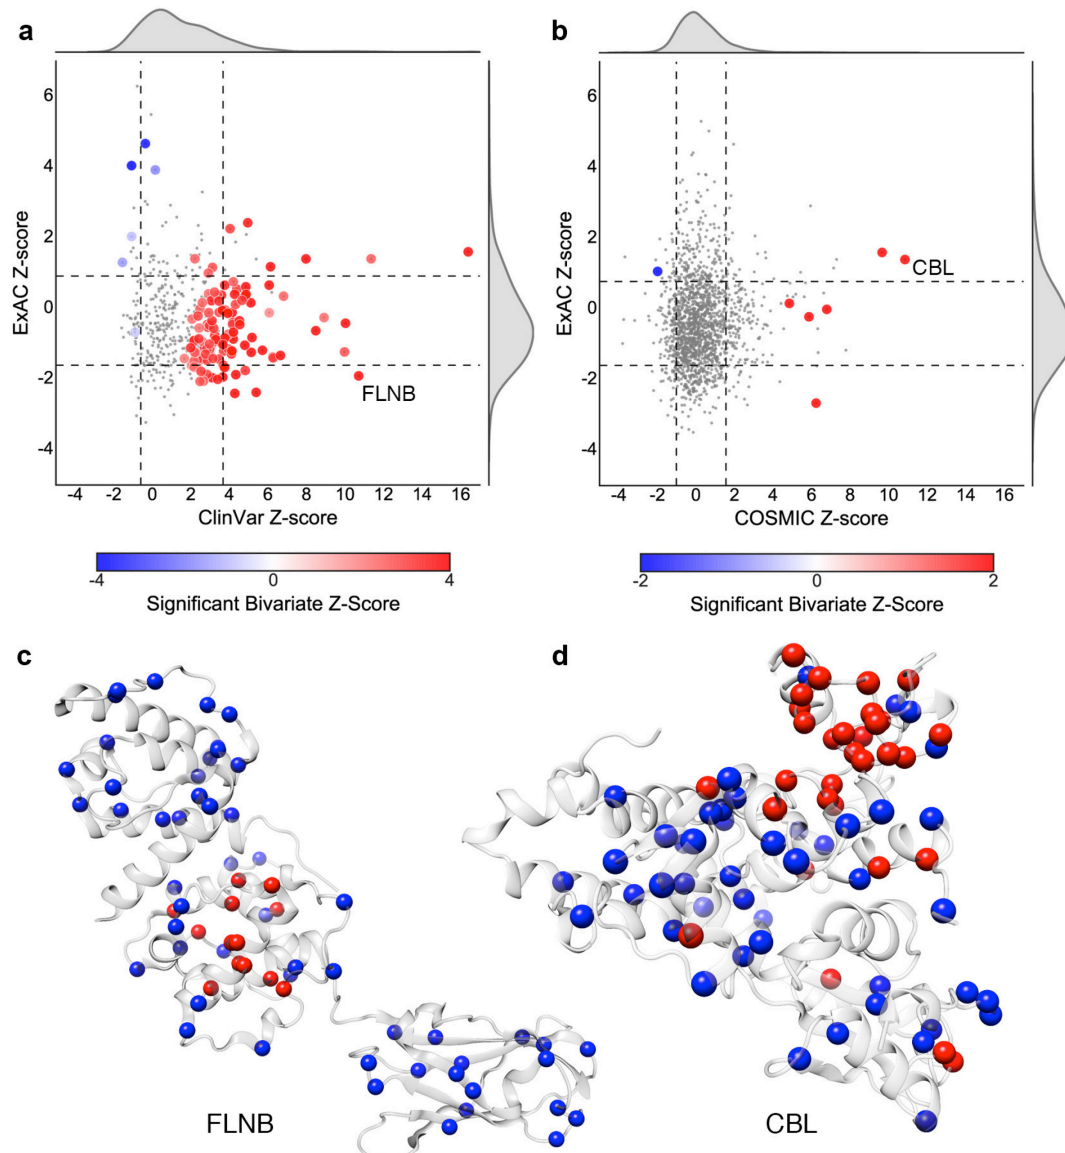 a
6
4
2
0
-2
-4
ExAC Z-score
FLNB
-4 -2 0 2 4 6 8 10 12 14 16
ClinVar Z-score
-4 0 4
Significant Bivariate Z-Score
b
6
4
2
0
-2
-4
ExAC Z-score
CBL
-4 -2 0 2 4 6 8 10 12 14 16
COSMIC Z-score
-2 0 2
Significant Bivariate Z-Score
c
FLNB
d
CBL